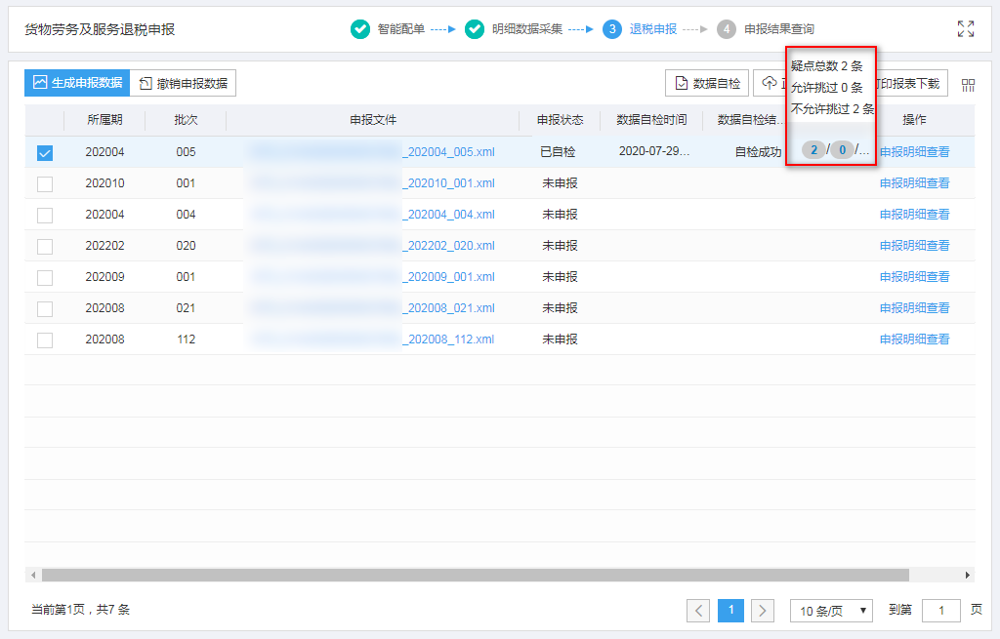 货物劳务及服务退税申报
智能配单
明细数据采集
3 退税申报
4 申报结果查询
生成申报数据
撤销申报数据
数据自检
打印报表下载
疑点总数 2 条
允许挑过 0 条
不允许挑过 2 条
所属期 批次 申报文件 申报状态 数据自检时间 数据自检结... 操作
202004 005 _202004_005.xml 已自检 2020-07-29... 自检成功 2/0/... 申报明细查看
202010 001 _202010_001.xml 未申报 申报明细查看
202004 004 _202004_004.xml 未申报 申报明细查看
202202 020 _202202_020.xml 未申报 申报明细查看
202009 001 _202009_001.xml 未申报 申报明细查看
202008 021 _202008_021.xml 未申报 申报明细查看
202008 112 _202008_112.xml 未申报 申报明细查看
当前第1页，共7 条
1
10 条/页
到第 1 页